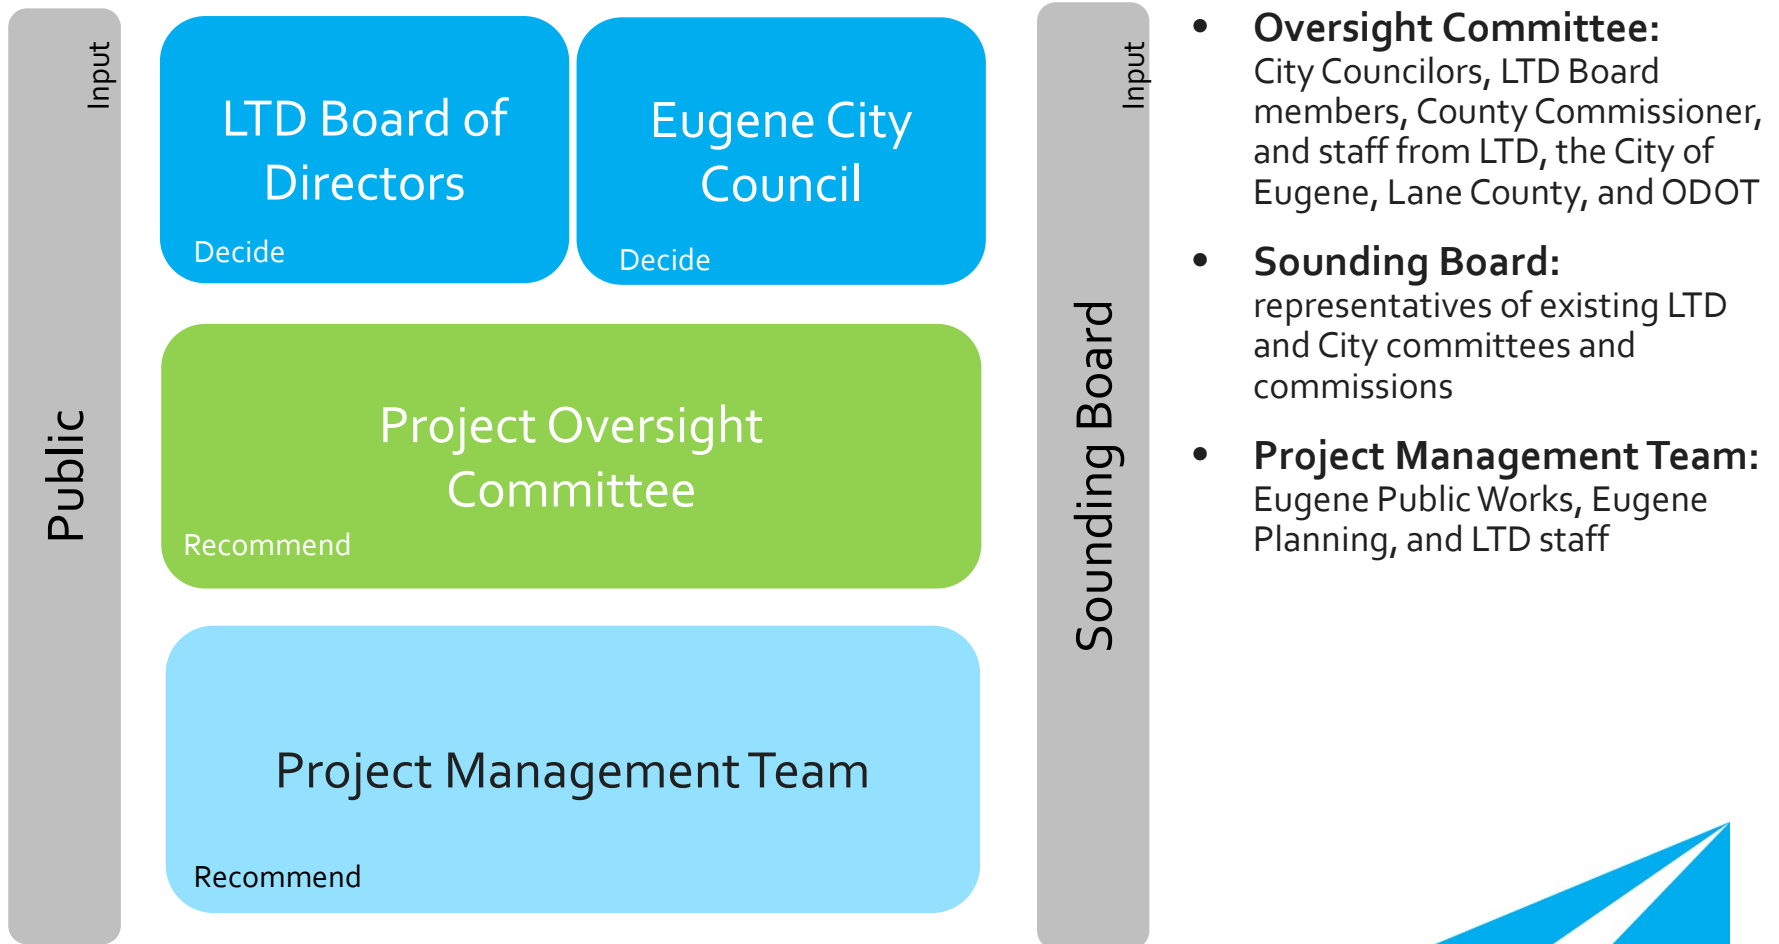 Input
Public
LTD Board of
Directors
Decide
Eugene City
Council
Decide
Project Oversight
Committee
Recommend
Project Management Team
Recommend
Input
Sounding Board
• Oversight Committee:
City Councilors, LTD Board
members, County Commissioner,
and staff from LTD, the City of
Eugene, Lane County, and ODOT
• Sounding Board:
representatives of existing LTD
and City committees and
commissions
• Project Management Team:
Eugene Public Works, Eugene
Planning, and LTD staff